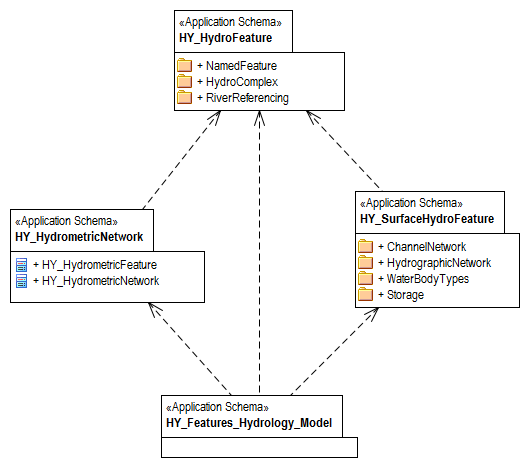 «Application Schema»
HY_HydroFeature
+ NamedFeature
+ HydroComplex
+ RiverReferencing
«Application Schema»
HY_HydrometricNetwork
+ HY_HydrometricFeature
+ HY_HydrometricNetwork
«Application Schema»
HY_SurfaceHydroFeature
+ ChannelNetwork
+ HydrographicNetwork
+ WaterBodyTypes
+ Storage
«Application Schema»
HY_Features_Hydrology_Model